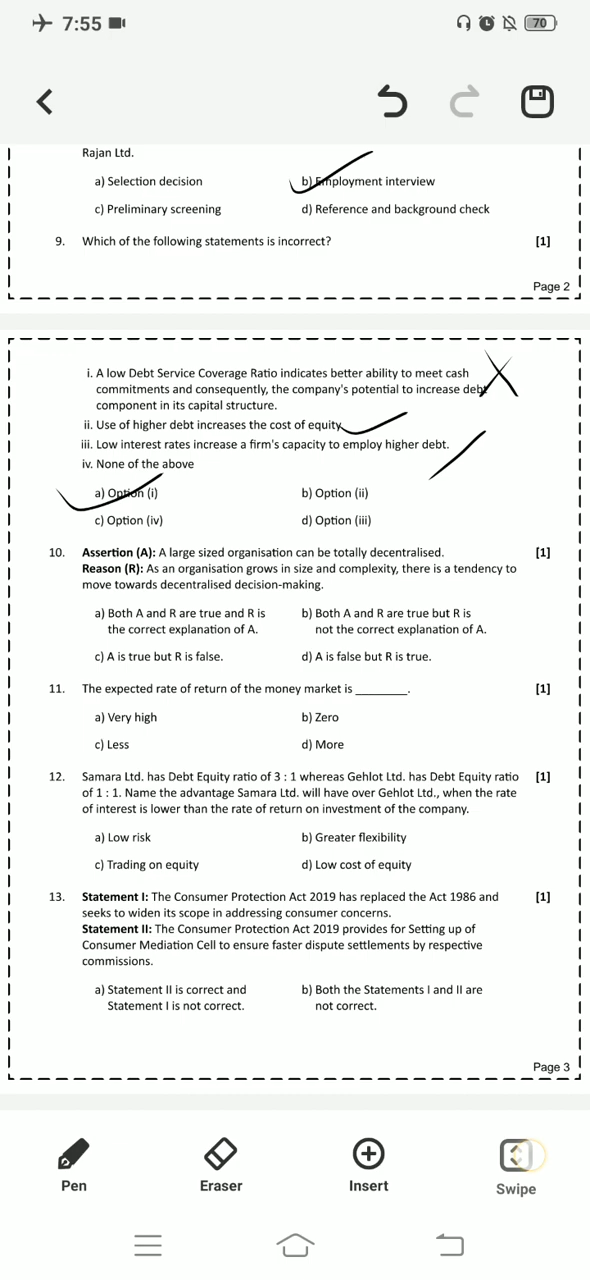 7:55
70
Rajan Ltd.
a) Selection decision b) Employment interview
c) Preliminary screening d) Reference and background check
9. Which of the following statements is incorrect? [1]
Page 2
i. A low Debt Service Coverage Ratio indicates better ability to meet cash
commitments and consequently, the company's potential to increase debt
component in its capital structure.
ii. Use of higher debt increases the cost of equity
iii. Low interest rates increase a firm's capacity to employ higher debt.
iv. None of the above
a) Option (i) b) Option (ii)
c) Option (iv) d) Option (iii)
10. Assertion (A): A large sized organisation can be totally decentralised. [1]
Reason (R): As an organisation grows in size and complexity, there is a tendency to
move towards decentralised decision-making.
a) Both A and R are true and R is b) Both A and R are true but R is
the correct explanation of A. not the correct explanation of A.
c) A is true but R is false. d) A is false but R is true.
11. The expected rate of return of the money market is ________. [1]
a) Very high b) Zero
c) Less d) More
12. Samara Ltd. has Debt Equity ratio of 3 : 1 whereas Gehlot Ltd. has Debt Equity ratio [1]
of 1 : 1. Name the advantage Samara Ltd. will have over Gehlot Ltd., when the rate
of interest is lower than the rate of return on investment of the company.
a) Low risk b) Greater flexibility
c) Trading on equity d) Low cost of equity
13. Statement I: The Consumer Protection Act 2019 has replaced the Act 1986 and [1]
seeks to widen its scope in addressing consumer concerns.
Statement II: The Consumer Protection Act 2019 provides for Setting up of
Consumer Mediation Cell to ensure faster dispute settlements by respective
commissions.
a) Statement II is correct and b) Both the Statements I and II are
Statement I is not correct. not correct.
Page 3
Pen Eraser Insert Swipe